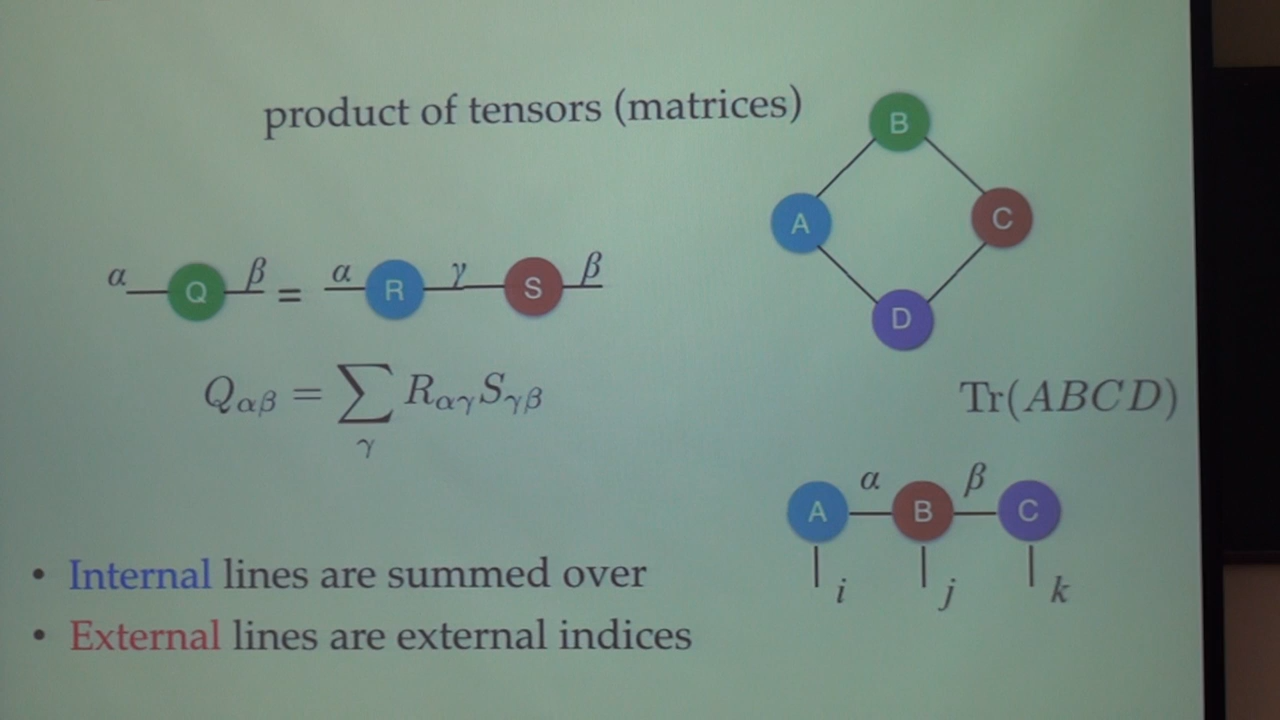 product of tensors (matrices)
B
A
C
D
α Q β = α R γ S β
Q_{αβ} = \sum_{γ} R_{αγ} S_{γβ}
Tr(ABCD)
α β
A B C
i j k
• Internal lines are summed over
• External lines are external indices